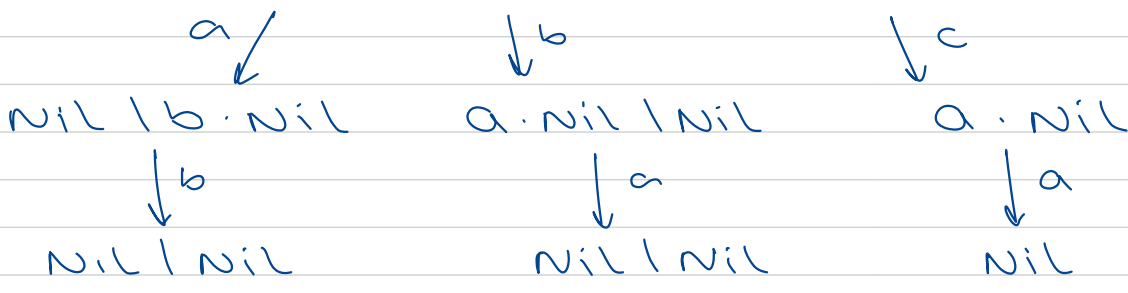 a b c
Nil | b . Nil a . Nil | Nil a . Nil
b a a
Nil | Nil Nil | Nil Nil